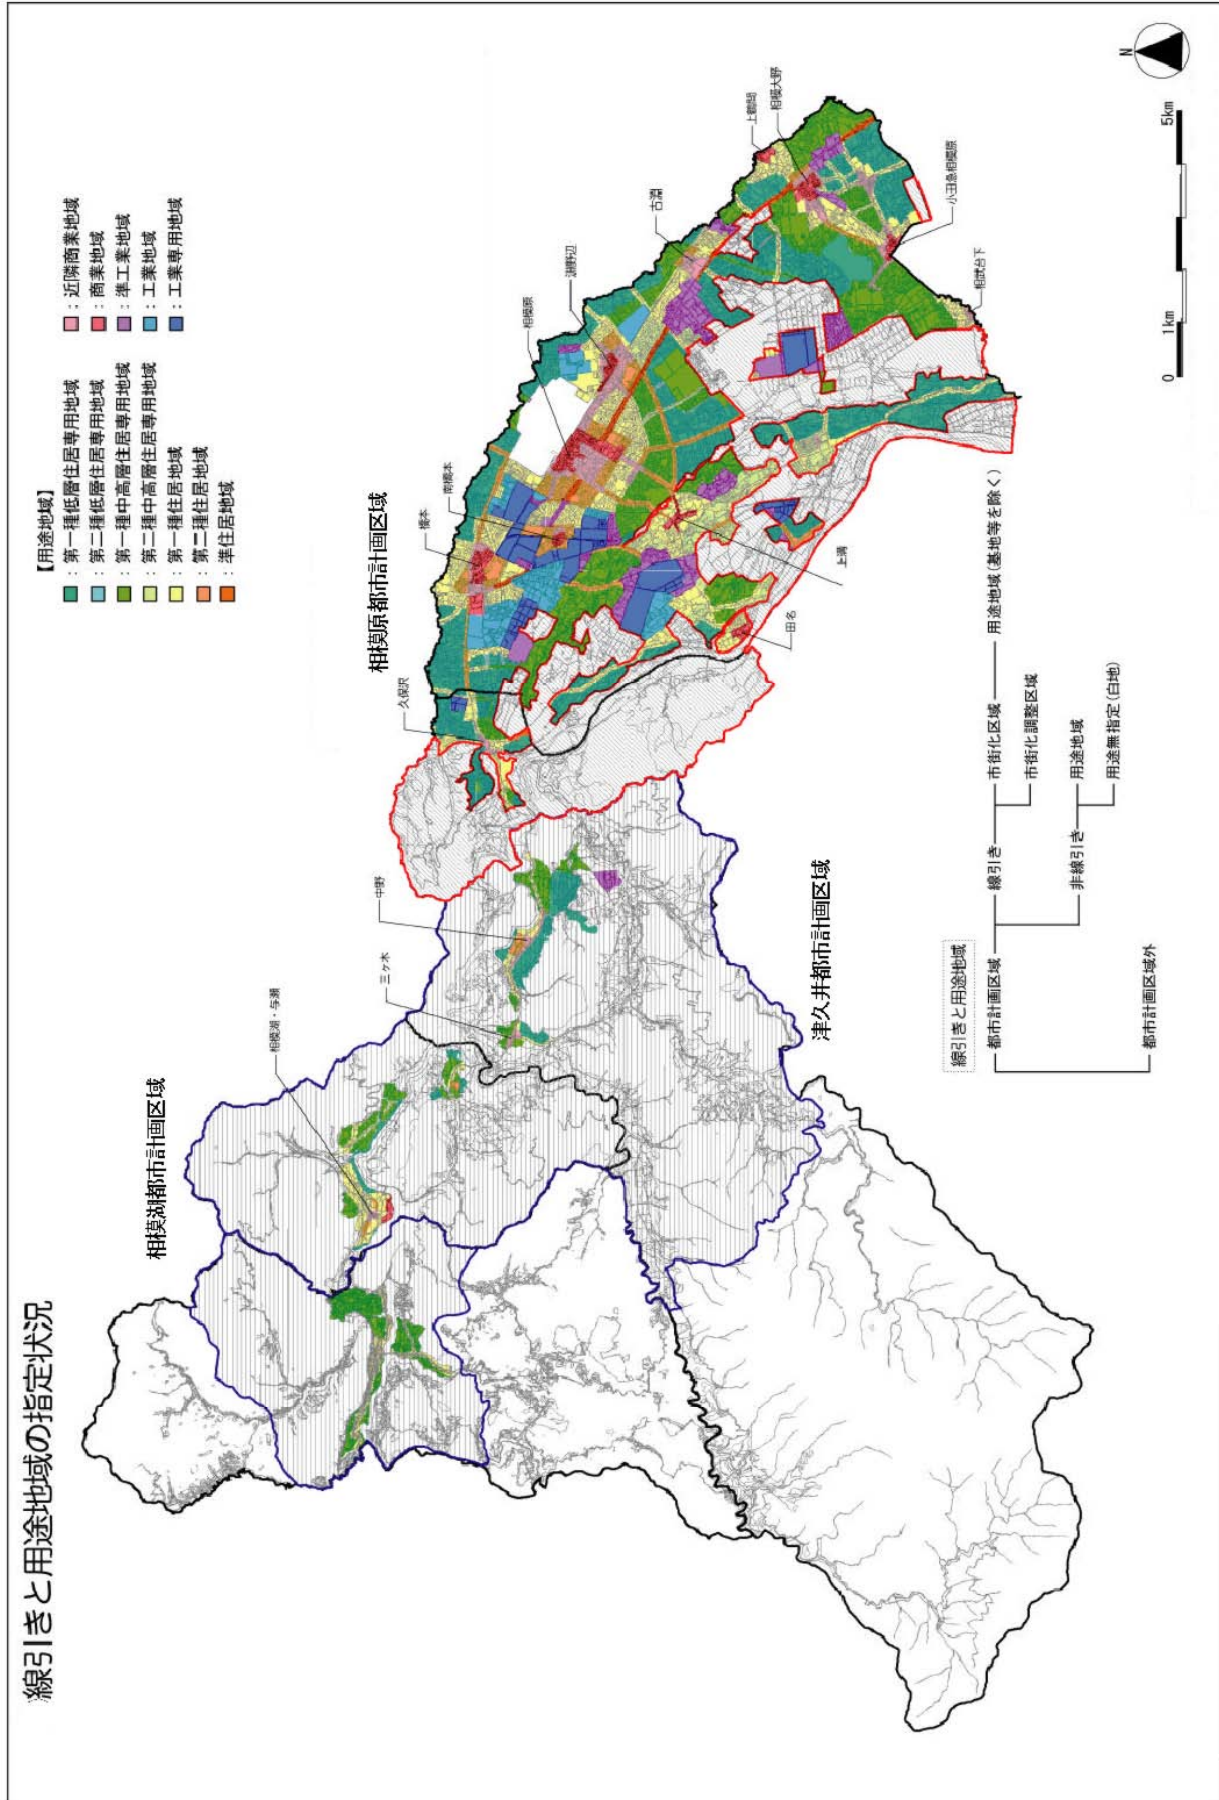 線引きと用途地域の指定状況
【用途地域】
：第一種低層住居専用地域
：第二種低層住居専用地域
：第一種中高層住居専用地域
：第二種中高層住居専用地域
：第一種住居地域
：第二種住居地域
：準住居地域
：近隣商業地域
：商業地域
：準工業地域
：工業地域
：工業専用地域
相模湖都市計画区域
相模原都市計画区域
津久井都市計画区域
相模湖・与瀬
三ヶ木
中野
久保沢
橋本
南橋本
相模原
淵野辺
古淵
上鶴間
相模大野
小田急相模原
相武台下
上溝
田名
線引きと用途地域
都市計画区域
線引き
市街化区域
用途地域（基地等を除く）
市街化調整区域
非線引き
用途地域
用途無指定（白地）
都市計画区域外
N
0
1km
5km